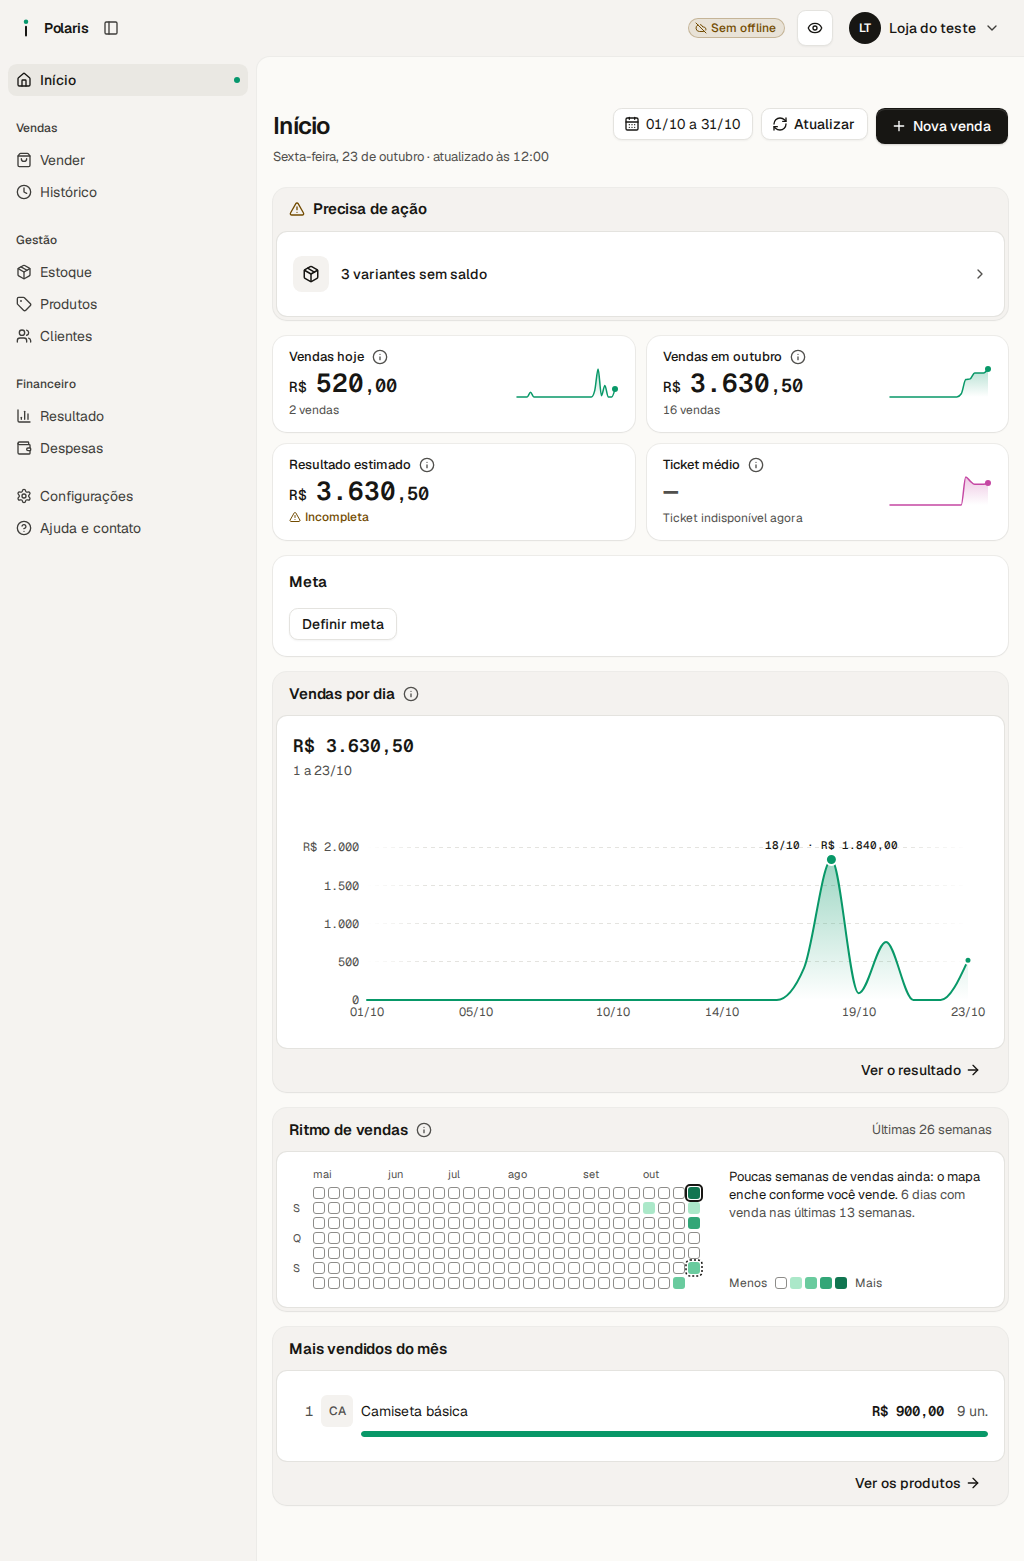 Polaris
Sem offline
LT
Loja do teste
Início
Vendas
Vender
Histórico
Gestão
Estoque
Produtos
Clientes
Financeiro
Resultado
Despesas
Configurações
Ajuda e contato
Início
01/10 a 31/10
Atualizar
Nova venda
Sexta-feira, 23 de outubro · atualizado às 12:00
Precisa de ação
3 variantes sem saldo
Vendas hoje
R$ 520,00
2 vendas
Vendas em outubro
R$ 3.630,50
16 vendas
Resultado estimado
R$ 3.630,50
Incompleta
Ticket médio
—
Ticket indisponível agora
Meta
Definir meta
Vendas por dia
R$ 3.630,50
1 a 23/10
18/10 · R$ 1.840,00
R$ 2.000
1.500
1.000
500
0
01/10 05/10 10/10 14/10 19/10 23/10
Ver o resultado
Ritmo de vendas
Últimas 26 semanas
mai jun jul ago set out
S
Q
S
Poucas semanas de vendas ainda: o mapa
enche conforme você vende. 6 dias com
venda nas últimas 13 semanas.
Menos Mais
Mais vendidos do mês
1 CA Camiseta básica R$ 900,00 9 un.
Ver os produtos